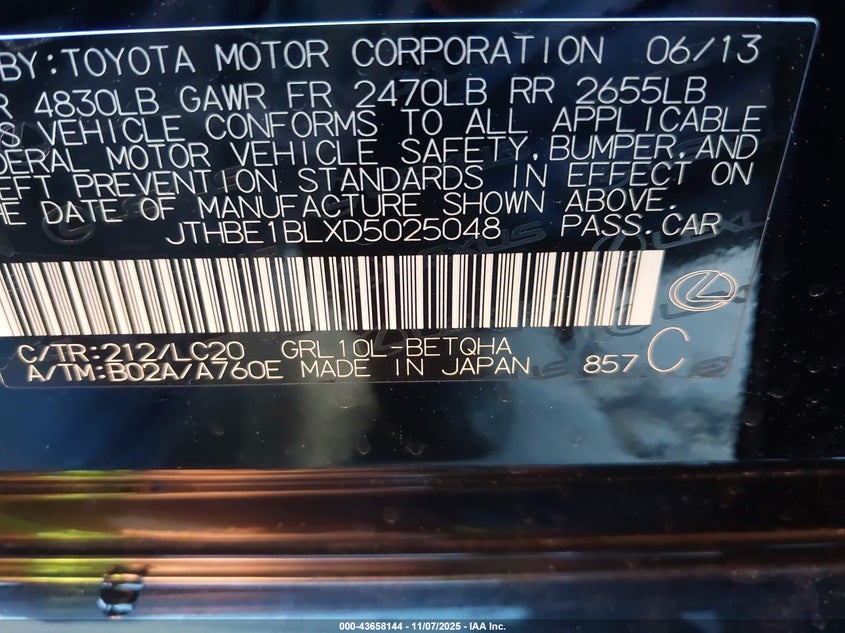 BY:TOYOTA MOTOR CORPORATION 06/13
R 4830LB GAWR FR 2470LB RR 2655LB
S VEHICLE CONFORMS TO ALL APPLICABLE
DERAL MOTOR VEHICLE SAFETY, BUMPER, AND
EFT PREVENTION STANDARDS IN EFFECT ON
HE DATE OF MANUFACTURE SHOWN ABOVE.
JTHBE1BLXD5025048 PASS.CAR
C/TR:212/LC20 GRL10L-BETQHA
A/TM:B02A/A760E MADE IN JAPAN 857 C
000-43658144 - 11/07/2025 - IAA Inc.